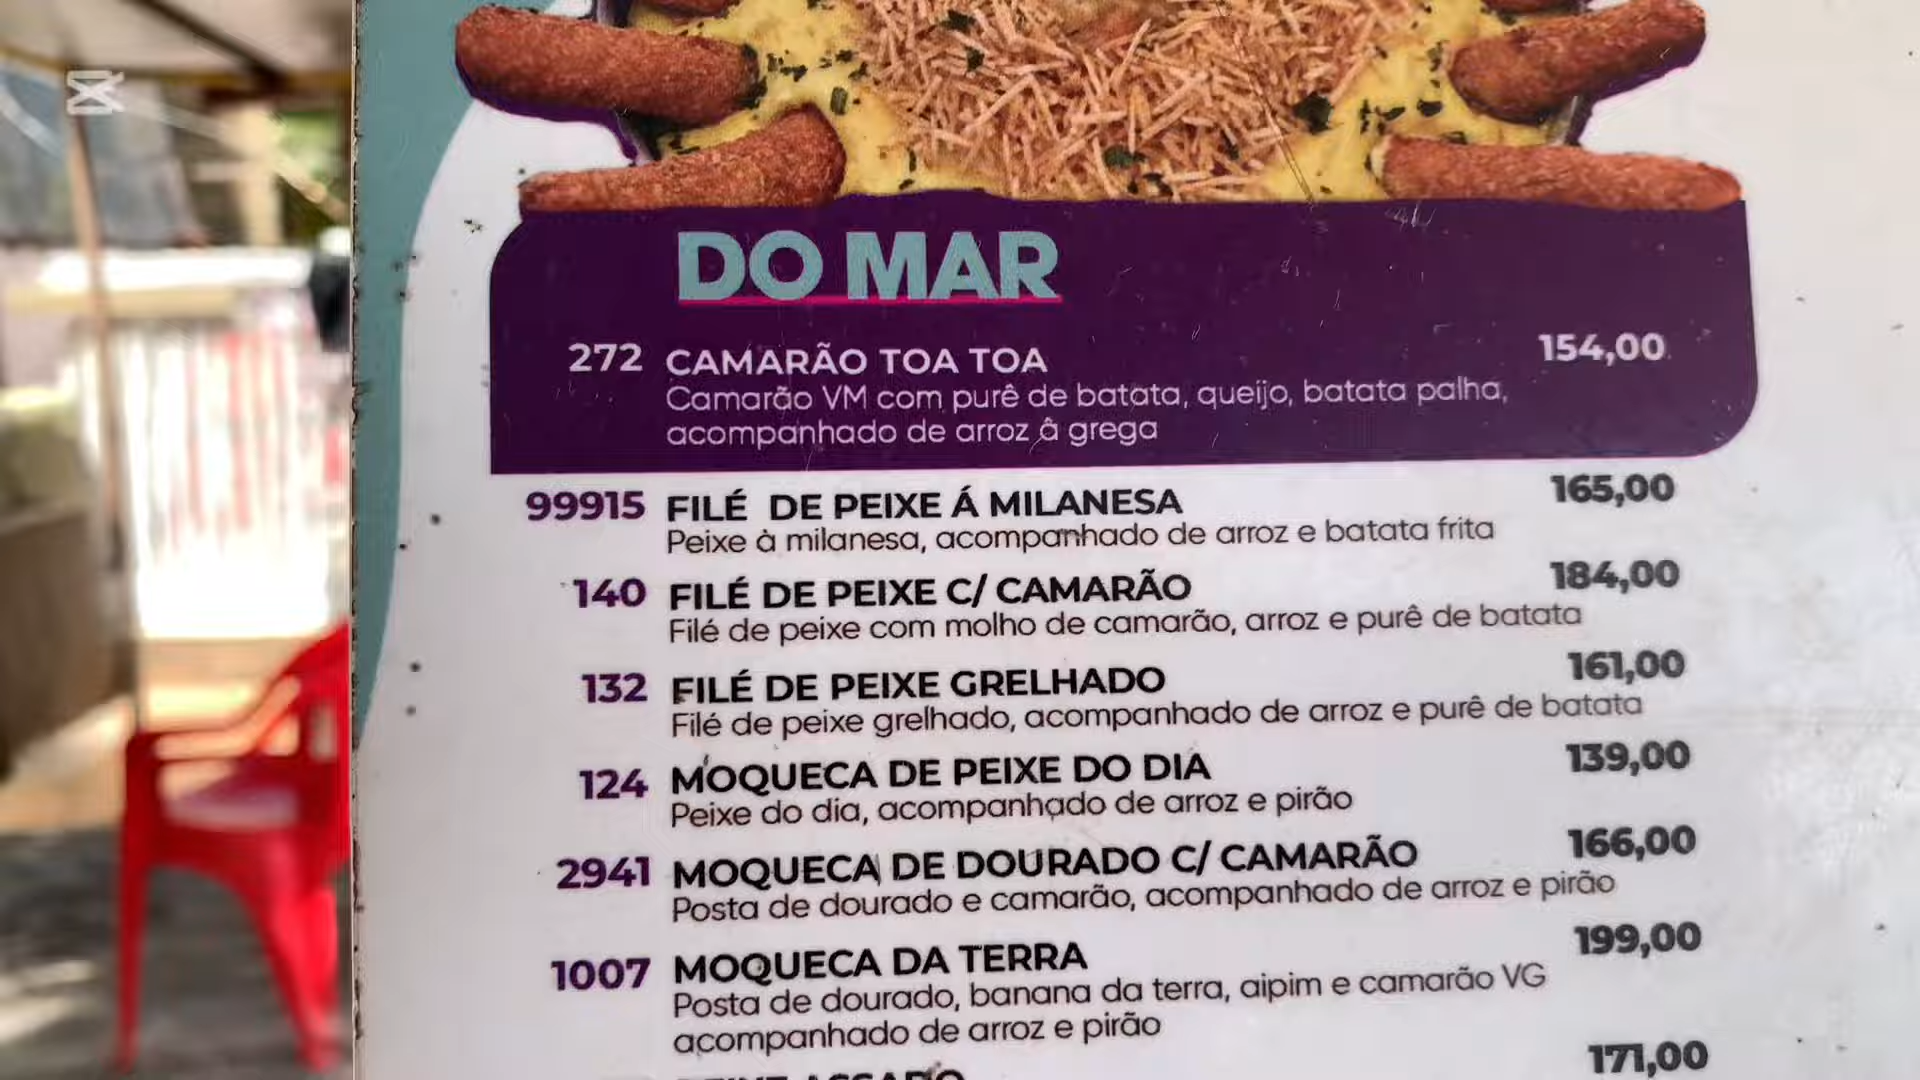 DO MAR
272 CAMARÃO TOA TOA 154,00
Camarão VM com purê de batata, queijo, batata palha,
acompanhado de arroz â grega
99915 FILÉ DE PEIXE Á MILANESA 165,00
Peixe à milanesa, acompanhado de arroz e batata frita
140 FILÉ DE PEIXE C/ CAMARÃO 184,00
Filé de peixe com molho de camarão, arroz e purê de batata
132 FILÉ DE PEIXE GRELHADO 161,00
Filé de peixe grelhado, acompanhado de arroz e purê de batata
124 MOQUECA DE PEIXE DO DIA 139,00
Peixe do dia, acompanhado de arroz e pirão
2941 MOQUECA DE DOURADO C/ CAMARÃO 166,00
Posta de dourado e camarão, acompanhado de arroz e pirão
1007 MOQUECA DA TERRA 199,00
Posta de dourado, banana da terra, aipim e camarão VG
acompanhado de arroz e pirão
171,00